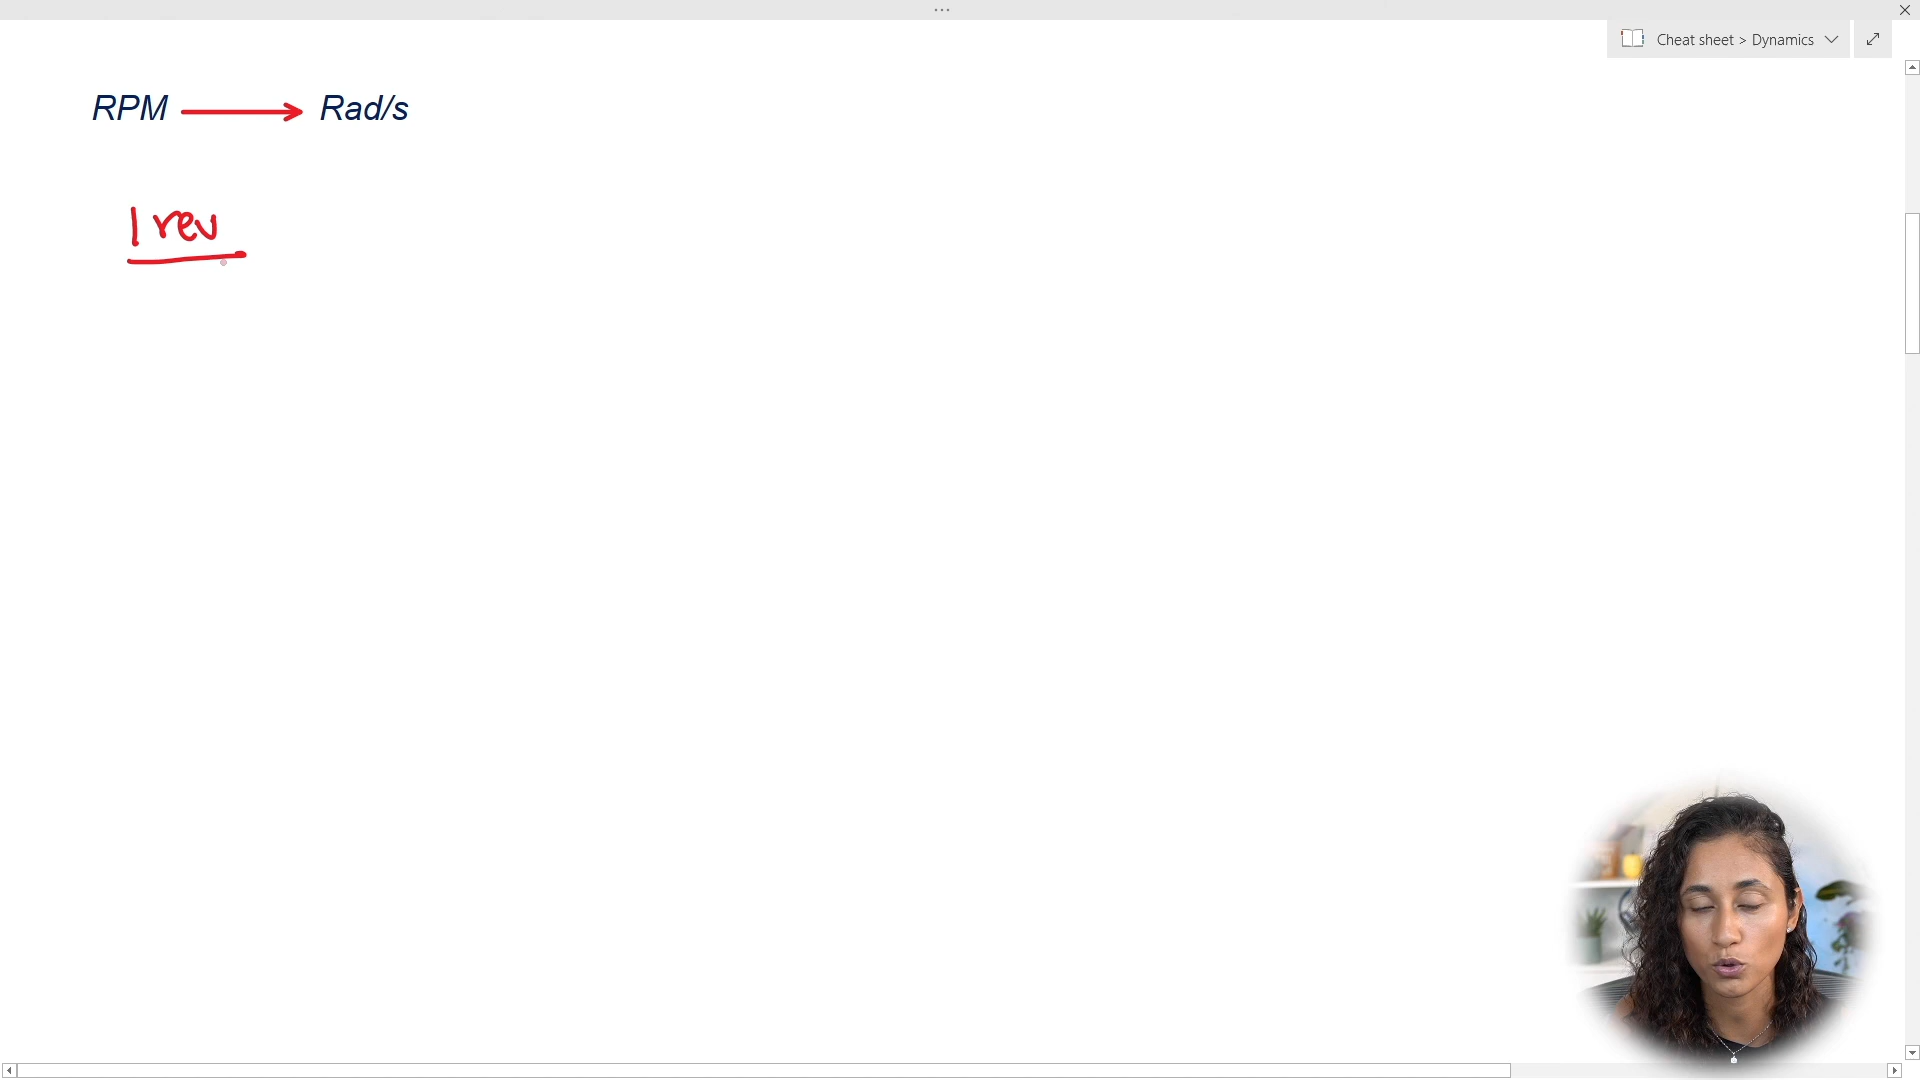 Cheat sheet > Dynamics
RPM → Rad/s
1 rev